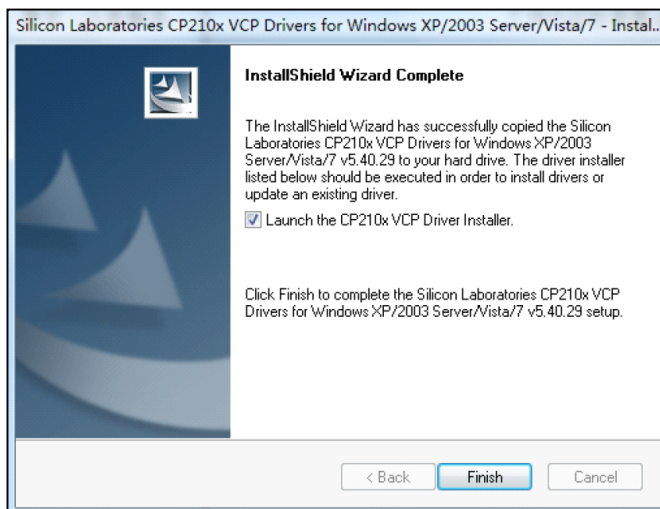 Silicon Laboratories CP210x VCP Drivers for Windows XP/2003 Server/Vista/7 - Instal...
InstallShield Wizard Complete
The InstallShield Wizard has successfully copied the Silicon
Laboratories CP210x VCP Drivers for Windows XP/2003
Server/Vista/7 v5.40.29 to your hard drive. The driver installer
listed below should be executed in order to install drivers or
update an existing driver.
Launch the CP210x VCP Driver Installer.
Click Finish to complete the Silicon Laboratories CP210x VCP
Drivers for Windows XP/2003 Server/Vista/7 v5.40.29 setup.
< Back Finish Cancel